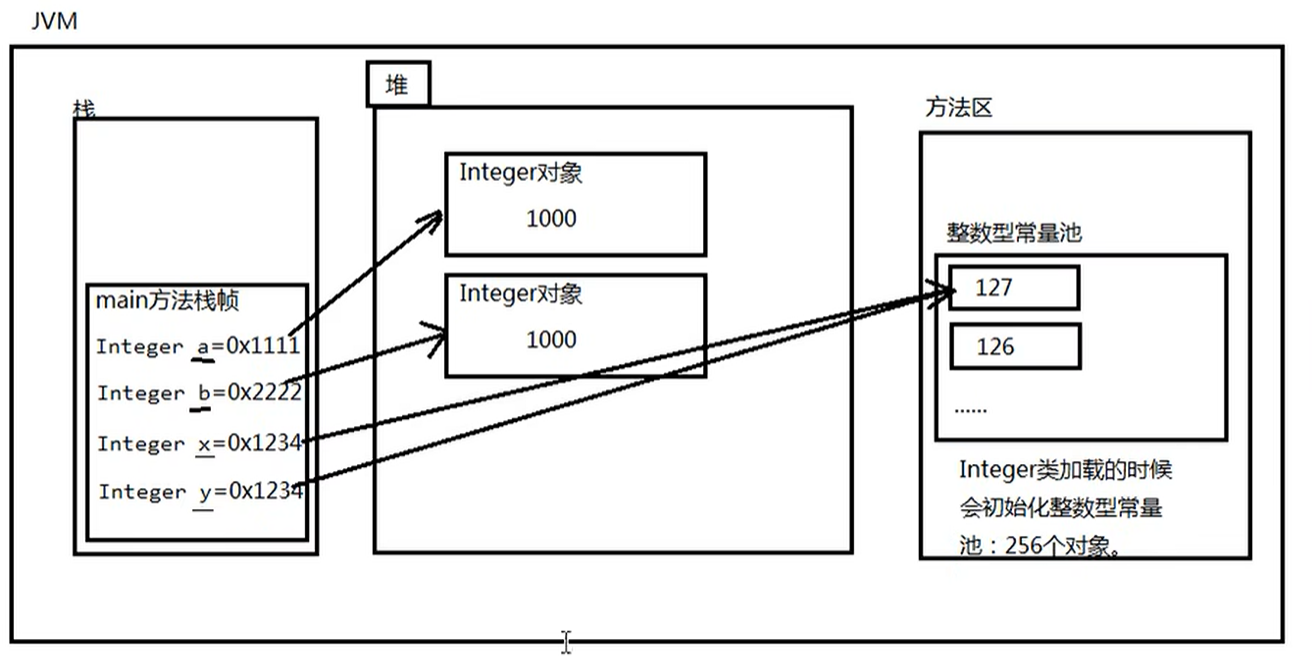 JVM
栈
堆
方法区
main方法栈帧
Integer a=0x1111
Integer b=0x2222
Integer x=0x1234
Integer y=0x1234
Integer对象
1000
Integer对象
1000
整数型常量池
127
126
......
Integer类加载的时候
会初始化整数型常量
池：256个对象。